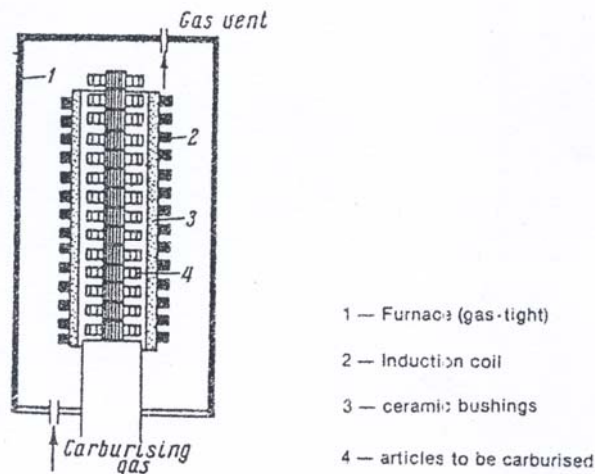 Gas vent
1
2
3
4
Carburising
gas
1 — Furnace (gas-tight)
2 — Induction coil
3 — ceramic bushings
4 — articles to be carburised